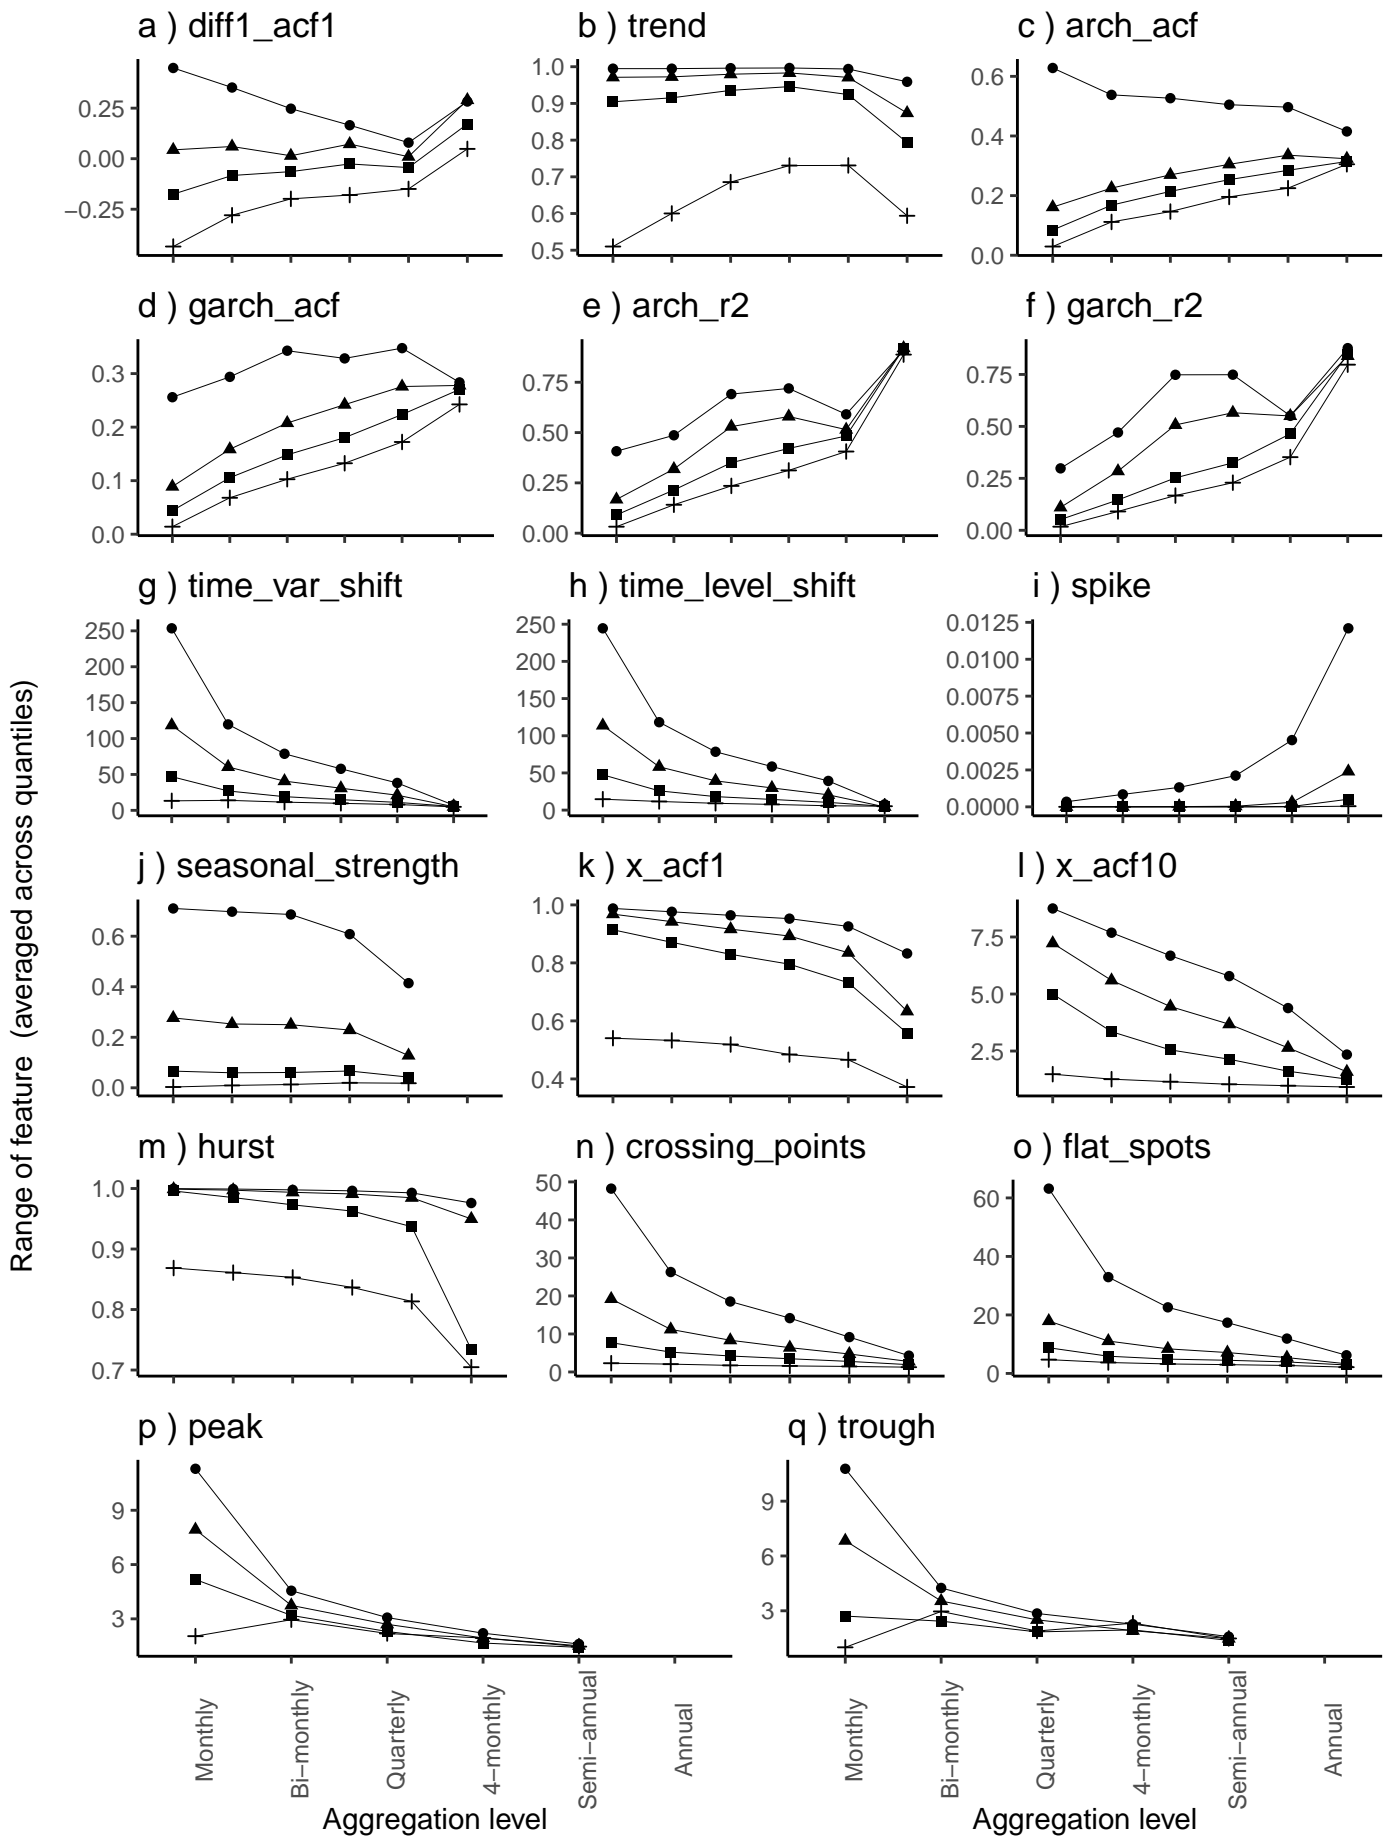 a ) diff1_acf1
b ) trend
c ) arch_acf
0.25
0.00
−0.25
1.0
0.9
0.8
0.7
0.6
0.5
0.6
0.4
0.2
0.0
d ) garch_acf
e ) arch_r2
f ) garch_r2
0.3
0.2
0.1
0.0
0.75
0.50
0.25
0.00
0.75
0.50
0.25
0.00
g ) time_var_shift
h ) time_level_shift
i ) spike
250
200
150
100
50
0
250
200
150
100
50
0
0.0125
0.0100
0.0075
0.0050
0.0025
0.0000
j ) seasonal_strength
k ) x_acf1
l ) x_acf10
0.6
0.4
0.2
0.0
1.0
0.8
0.6
0.4
7.5
5.0
2.5
m ) hurst
n ) crossing_points
o ) flat_spots
1.0
0.9
0.8
0.7
50
40
30
20
10
0
60
40
20
0
p ) peak
q ) trough
9
6
3
9
6
3
Monthly
Bi−monthly
Quarterly
4−monthly
Semi−annual
Annual
Monthly
Bi−monthly
Quarterly
4−monthly
Semi−annual
Annual
Aggregation level
Aggregation level
Range of feature (averaged across quantiles)